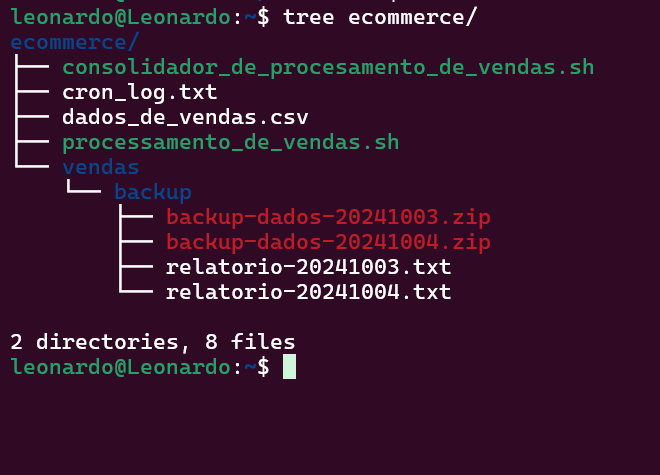 leonardo@Leonardo:~$ tree ecommerce/
ecommerce/
├── consolidador_de_procesamento_de_vendas.sh
├── cron_log.txt
├── dados_de_vendas.csv
├── processamento_de_vendas.sh
└── vendas
    └── backup
        ├── backup-dados-20241003.zip
        ├── backup-dados-20241004.zip
        ├── relatorio-20241003.txt
        └── relatorio-20241004.txt

2 directories, 8 files
leonardo@Leonardo:~$